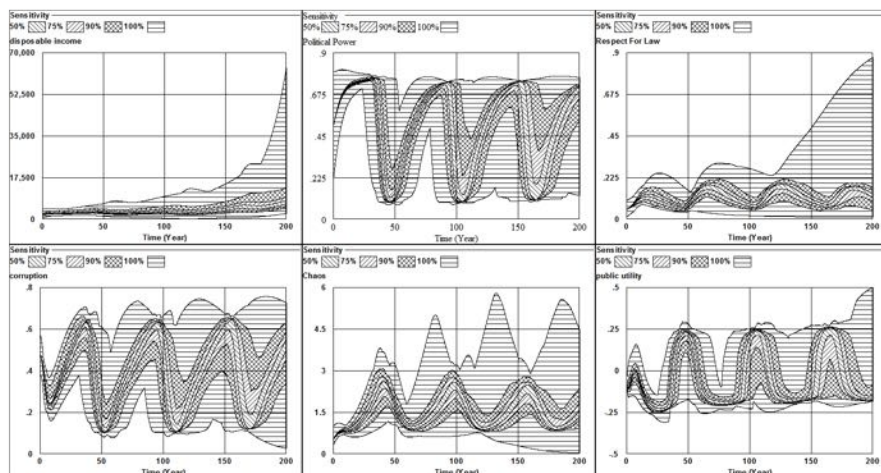 Sensitivity
50% 75% 90% 100%
disposable income
70,000
52,500
35,000
17,500
0
0 50 100 150 200
Time (Year)
Sensitivity
50% 75% 90% 100%
Political Power
.9
.675
.45
.225
0
0 50 100 150 200
Time (Year)
Sensitivity
50% 75% 90% 100%
Respect For Law
.9
.675
.45
.225
0
0 50 100 150 200
Time (Year)
Sensitivity
50% 75% 90% 100%
corruption
.8
.6
.4
.2
0
0 50 100 150 200
Time (Year)
Sensitivity
50% 75% 90% 100%
Chaos
6
4.5
3
1.5
0
0 50 100 150 200
Time (Year)
Sensitivity
50% 75% 90% 100%
public utility
.5
.25
0
-.25
-.5
0 50 100 150 200
Time (Year)